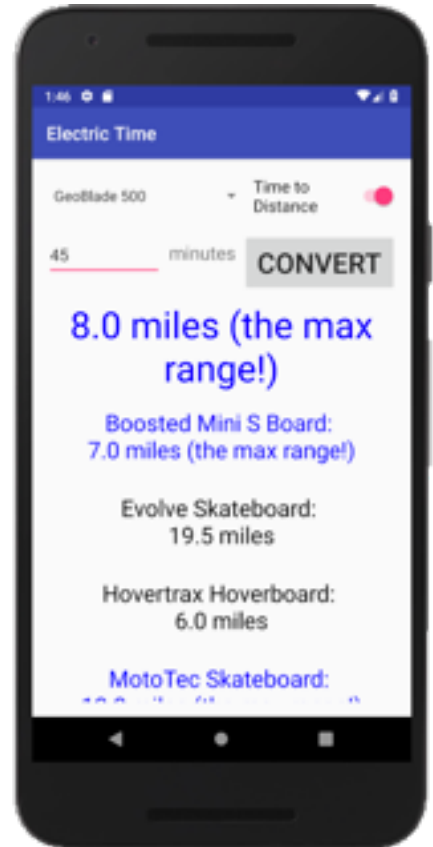 1:46
Electric Time
GeoBlade 500
Time to
Distance
45
minutes
CONVERT
8.0 miles (the max
range!)
Boosted Mini S Board:
7.0 miles (the max range!)
Evolve Skateboard:
19.5 miles
Hovertrax Hoverboard:
6.0 miles
MotoTec Skateboard: